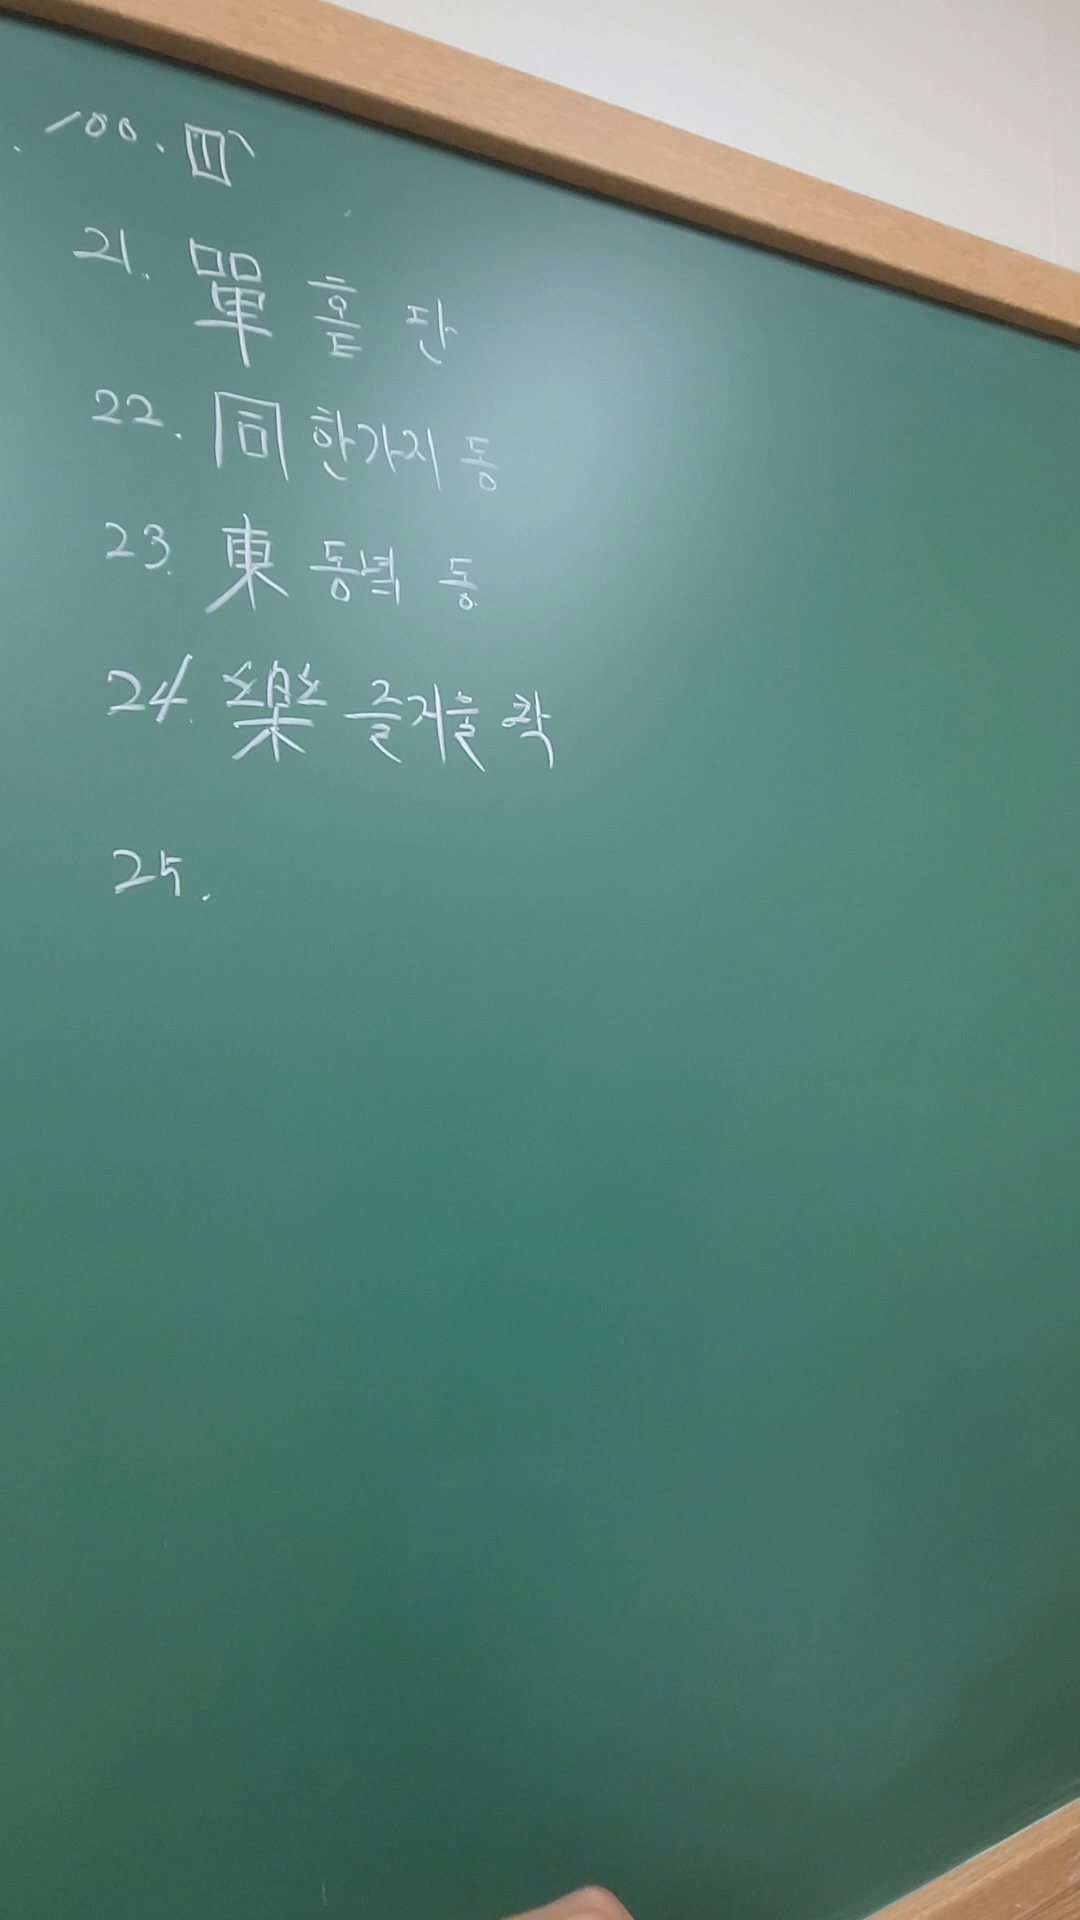 100.
21. 單 홑 단
22. 同 한가지 동
23. 東 동녘 동
24. 樂 즐거울 락
25.